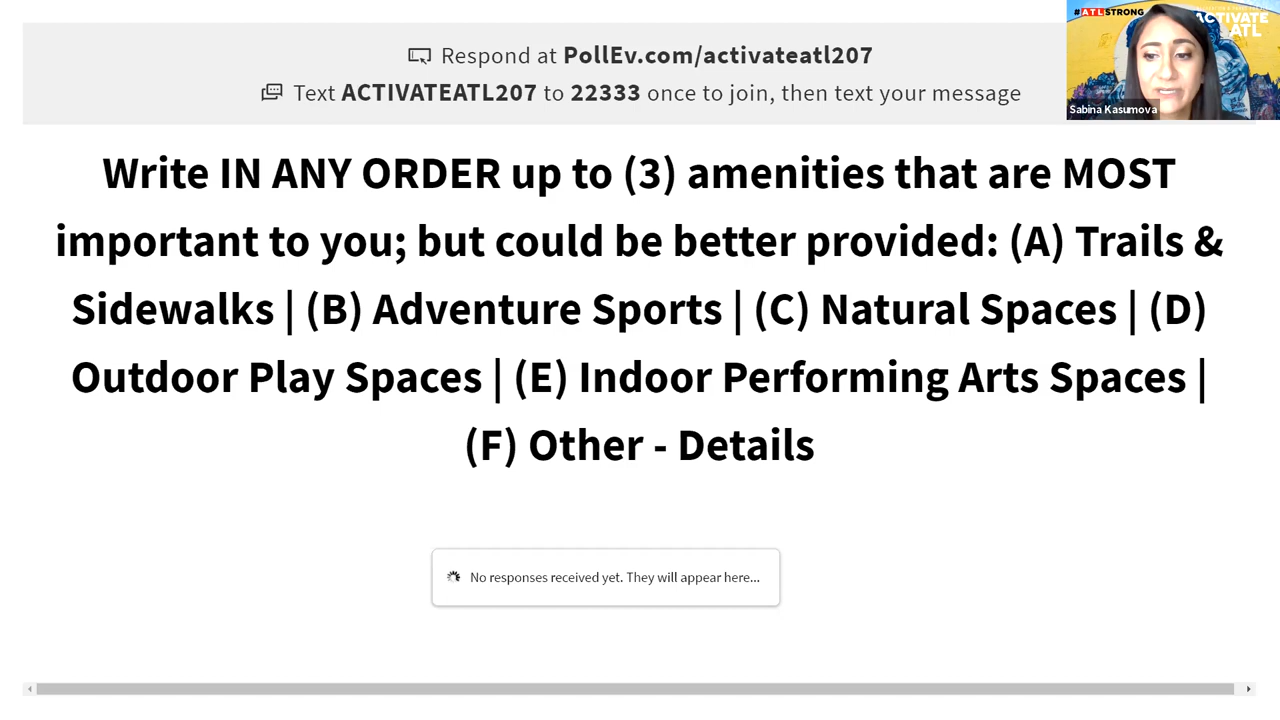 Respond at PollEv.com/activateatl207
Text ACTIVATEATL207 to 22333 once to join, then text your message
#ATLSTRONG
ACTIVATE
ATL
Sabina Kasumova
Write IN ANY ORDER up to (3) amenities that are MOST
important to you; but could be better provided: (A) Trails &
Sidewalks | (B) Adventure Sports | (C) Natural Spaces | (D)
Outdoor Play Spaces | (E) Indoor Performing Arts Spaces |
(F) Other - Details
No responses received yet. They will appear here...